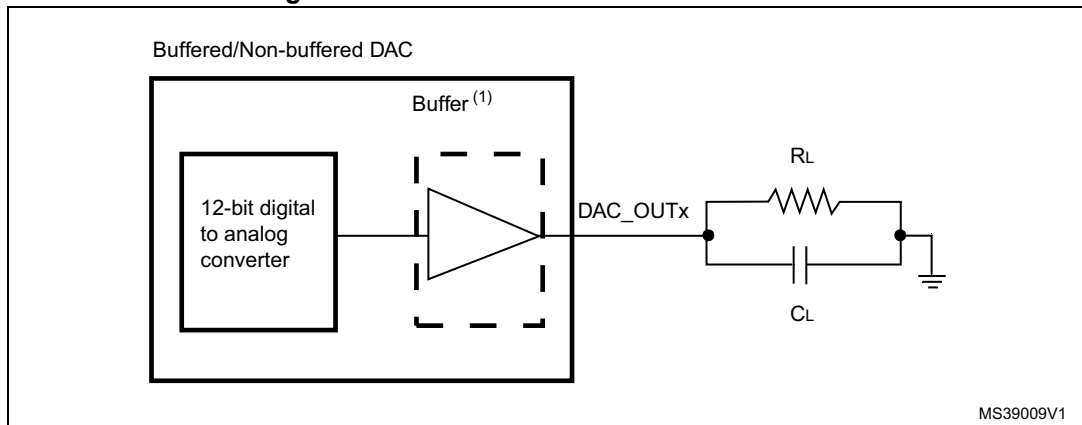 Buffered/Non-buffered DAC
Buffer (1)
12-bit digital
to analog
converter
DAC_OUTx
RL
CL
MS39009V1